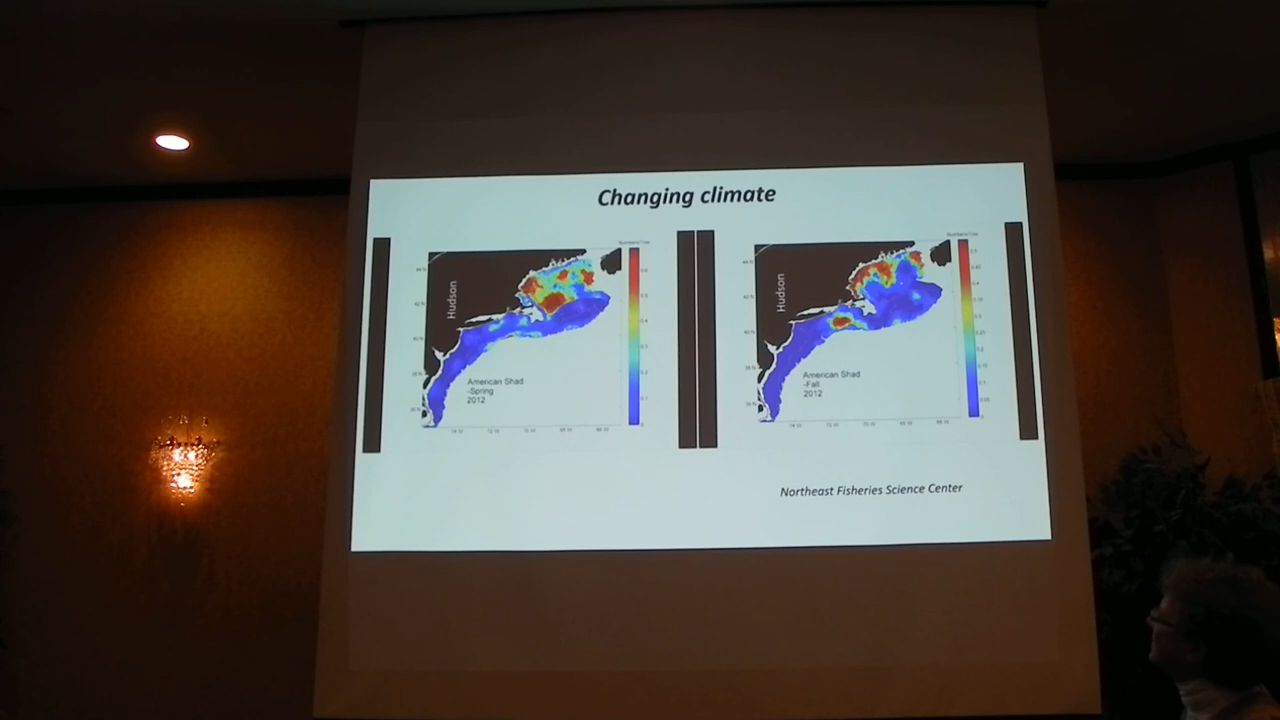 Changing climate
Hudson
American Shad
-Spring
2012
Hudson
American Shad
-Fall
2012
Northeast Fisheries Science Center